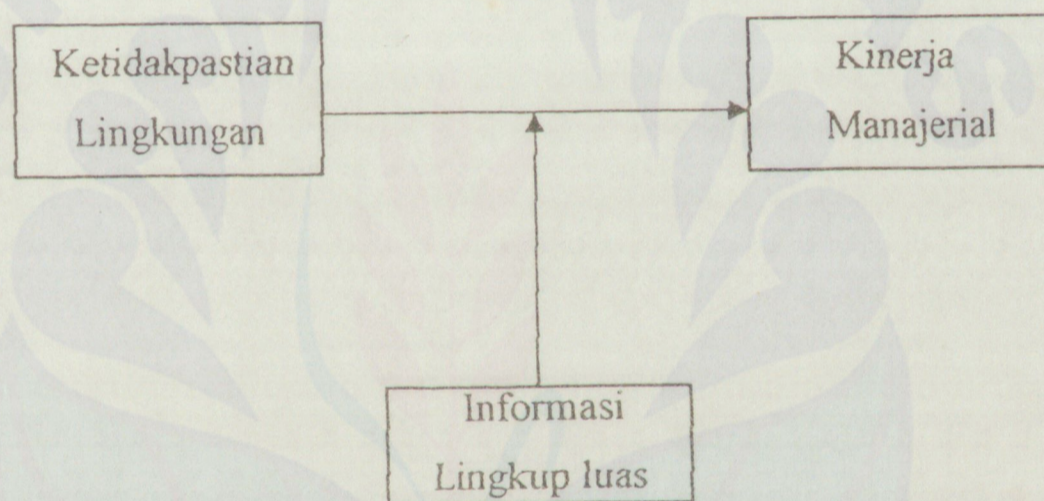 Ketidakpastian
Lingkungan
Kinerja
Manajerial
Informasi
Lingkup luas